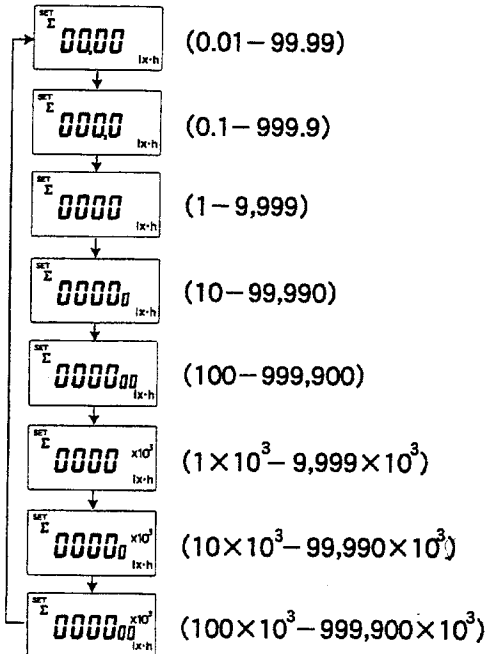 SET
Σ 00.00 lx·h (0.01−99.99)
SET
Σ 000.0 lx·h (0.1−999.9)
SET
Σ 0000 lx·h (1−9,999)
SET
Σ 00000 lx·h (10−99,990)
SET
Σ 000000 lx·h (100−999,900)
SET
Σ 0000 x10³ lx·h (1×10³−9,999×10³)
SET
Σ 00000 x10³ lx·h (10×10³−99,990×10³)
SET
Σ 000000 x10³ lx·h (100×10³−999,900×10³)